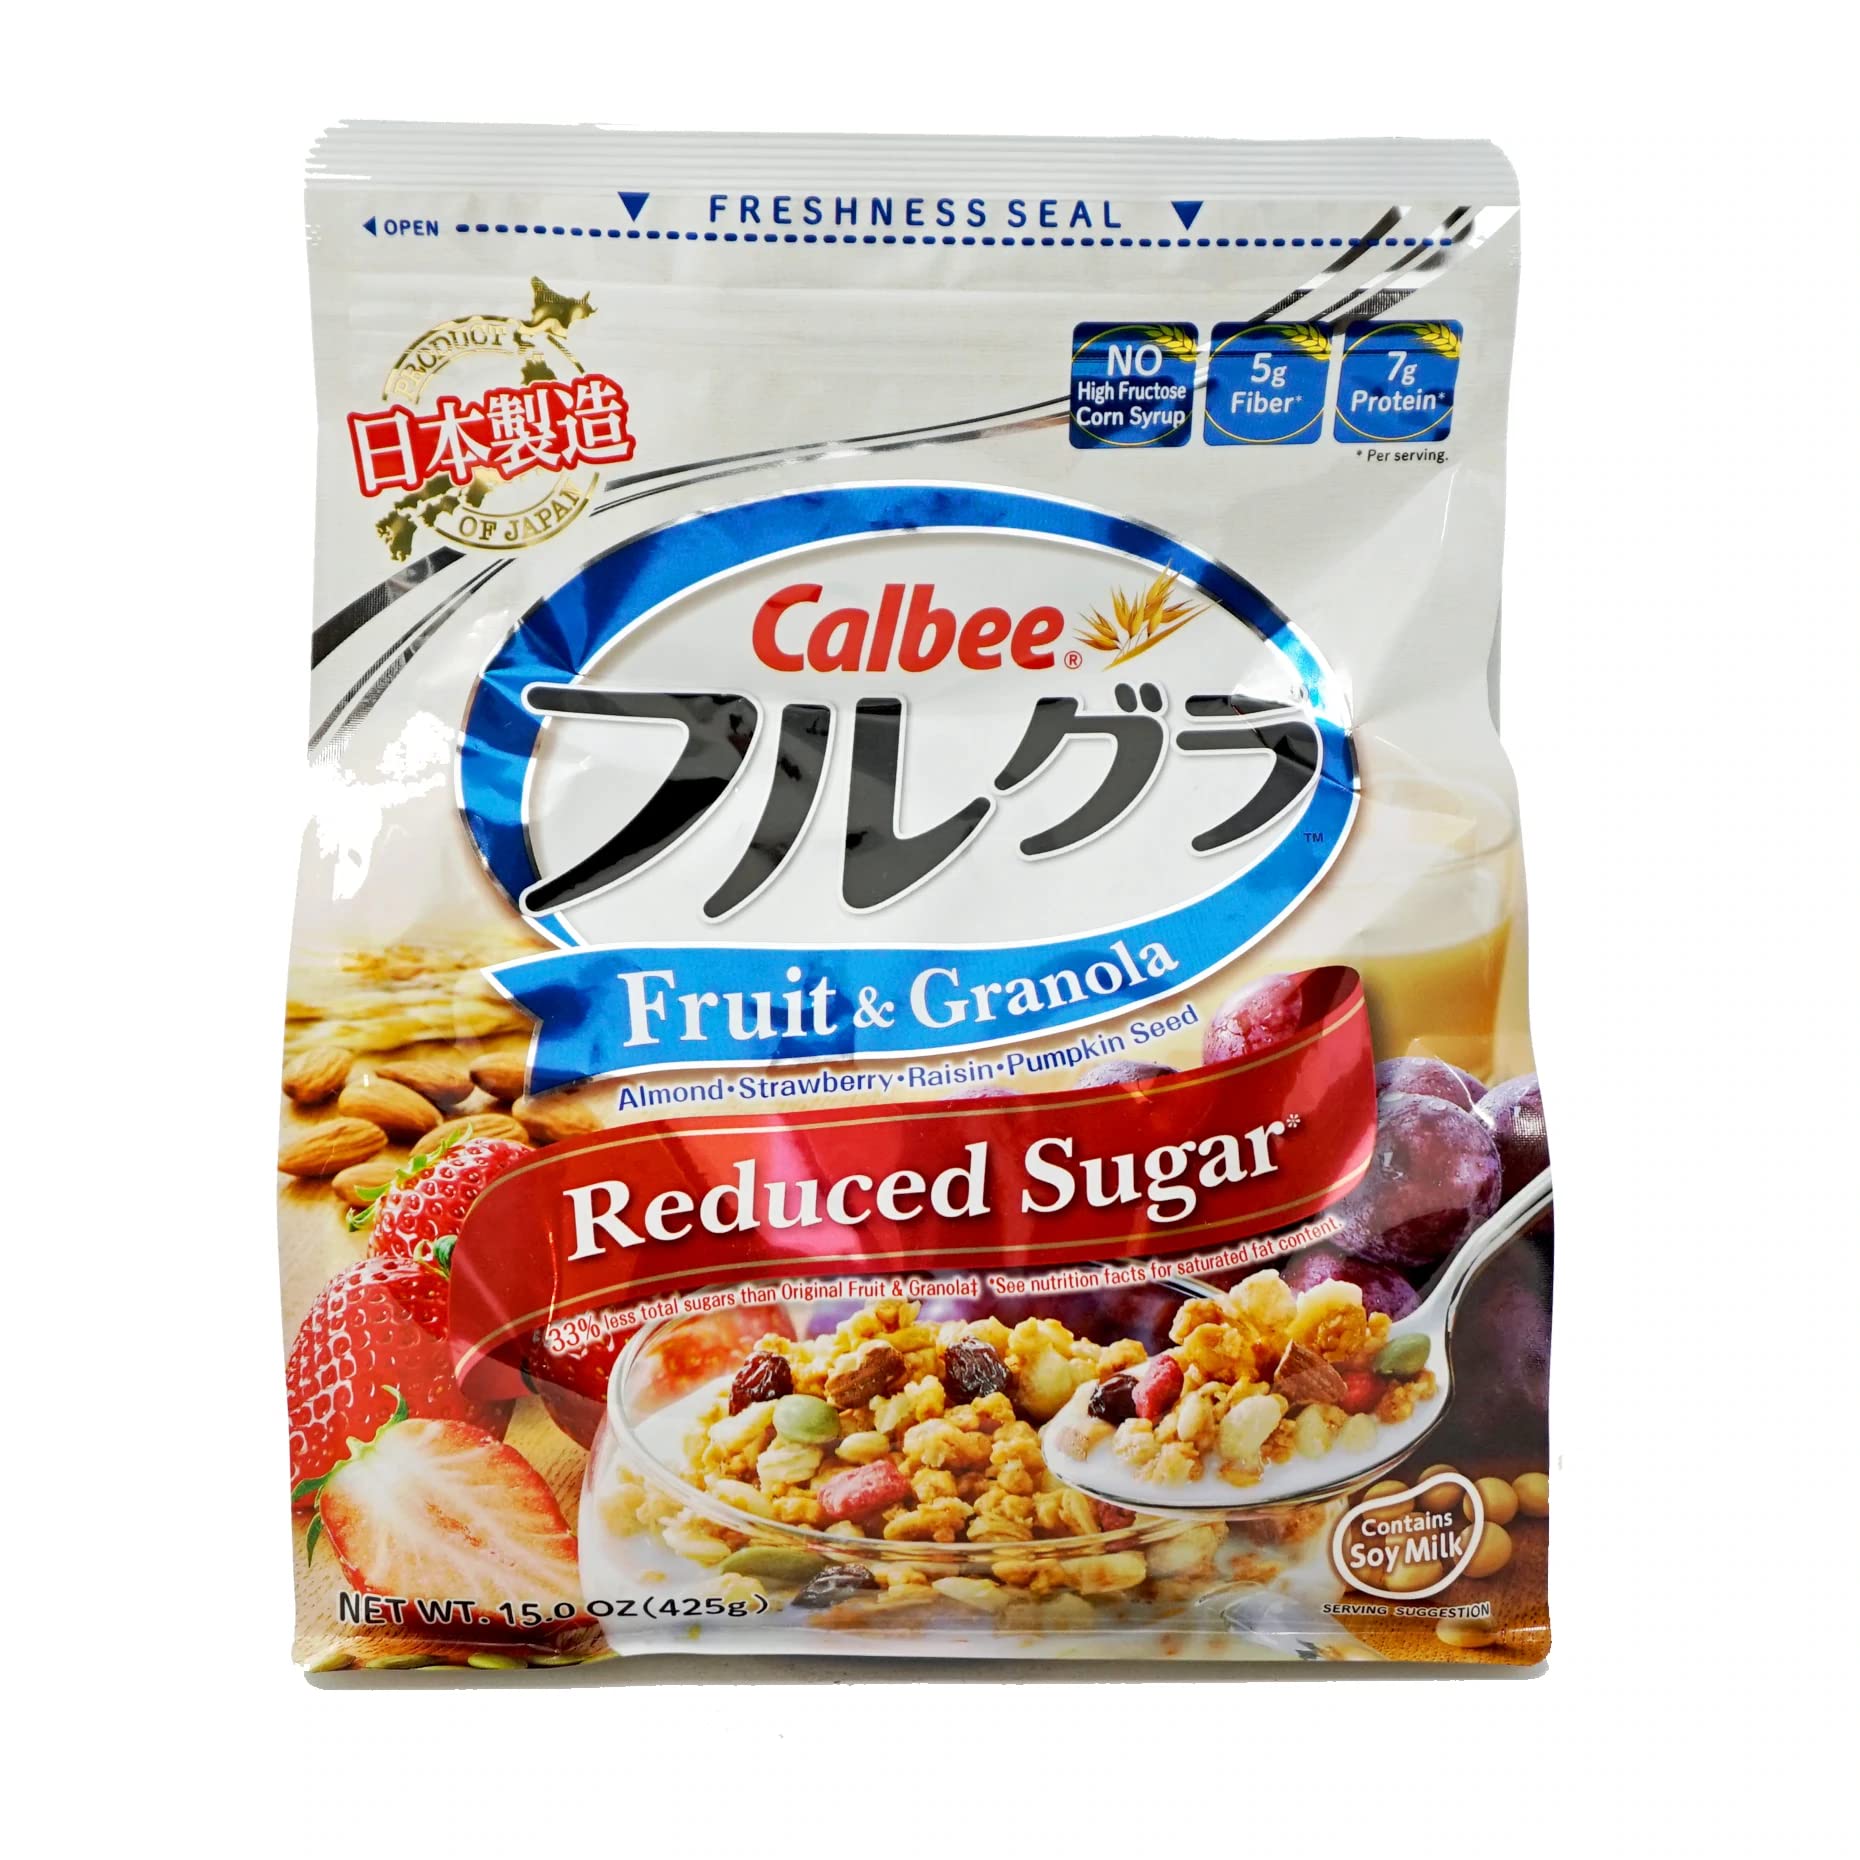 FRESHNESS SEAL
OPEN
PRODUCT
日本製造
OF JAPAN
NO
High Fructose
Corn Syrup
5g
Fiber*
7g
Protein*
* Per serving.
Calbee®
フルグラ
TM
Fruit & Granola
Almond•Strawberry•Raisin•Pumpkin Seed
Reduced Sugar*
33% less total sugars than Original Fruit & Granola‡ *See nutrition facts for saturated fat content.
Contains
Soy Milk
SERVING SUGGESTION
NET WT. 15.0 OZ(425g)